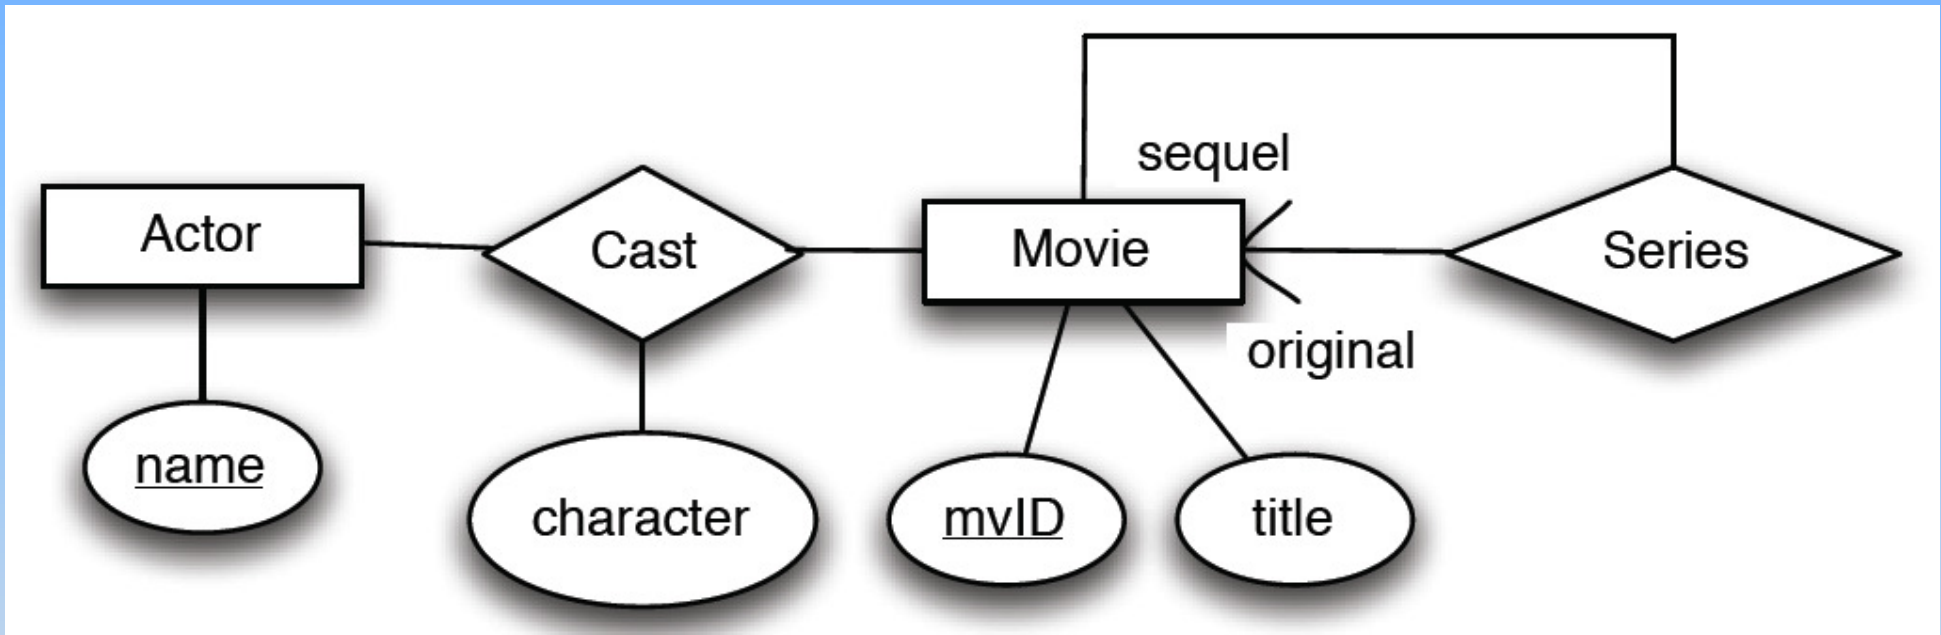 sequel
Actor
Cast
Movie
Series
original
name
character
mvID
title